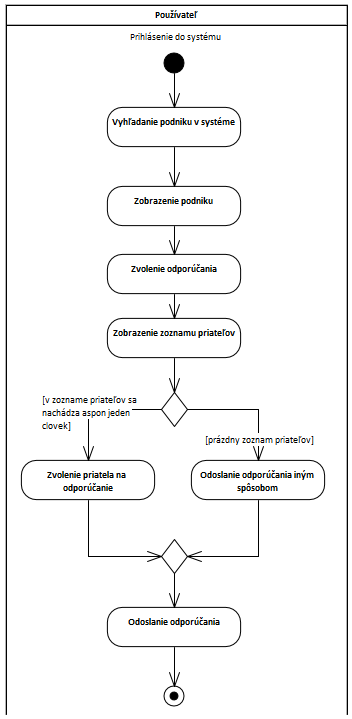 Používateľ
Prihlásenie do systému
Vyhľadanie podniku v systéme
Zobrazenie podniku
Zvolenie odporúčania
Zobrazenie zoznamu priateľov
[v zozname priateľov sa
nachádza aspon jeden
clovek]
[prázdny zoznam priateľov]
Zvolenie priatela na
odporúčanie
Odoslanie odporúčania iným
spôsobom
Odoslanie odporúčania